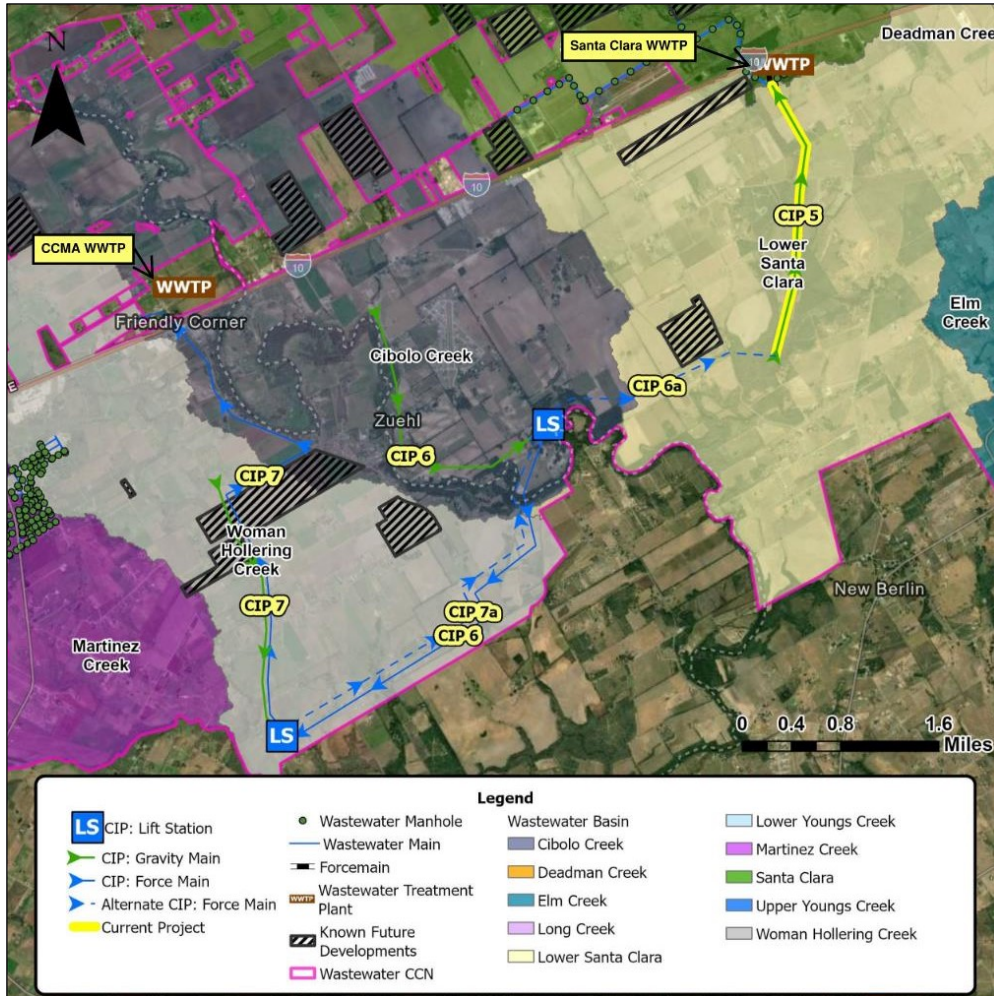 N
Santa Clara WWTP
10
WWTP
Deadman Cree
10
CCMA WWTP
WWTP
10
CIP 5
Lower
Santa
Clara
Elm
Creek
Friendly Corner
Cibolo Creek
E
CIP 6a
Zuehl
LS
CIP 6
CIP 7
Woman
Hollering
Creek
New Berlin
CIP 7
CIP 7a
CIP 6
Martinez
Creek
LS
0 0.4 0.8 1.6
Miles
Legend
LS CIP: Lift Station
CIP: Gravity Main
CIP: Force Main
Alternate CIP: Force Main
Current Project
Wastewater Manhole
Wastewater Main
Forcemain
WWTP Wastewater Treatment
Plant
Known Future
Developments
Wastewater CCN
Wastewater Basin
Cibolo Creek
Deadman Creek
Elm Creek
Long Creek
Lower Santa Clara
Lower Youngs Creek
Martinez Creek
Santa Clara
Upper Youngs Creek
Woman Hollering Creek